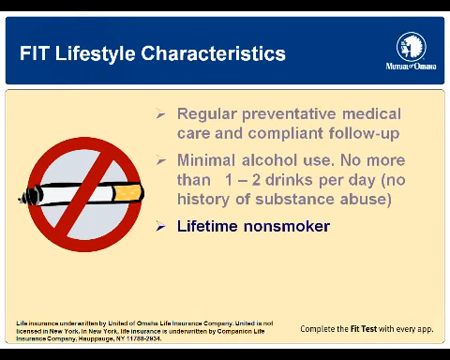 FIT Lifestyle Characteristics
Mutual of Omaha
➢ Regular preventative medical
care and compliant follow-up
➢ Minimal alcohol use. No more
than 1 – 2 drinks per day (no
history of substance abuse)
➢ Lifetime nonsmoker
Life insurance underwritten by United of Omaha Life Insurance Company. United is not
licensed in New York. In New York, life insurance is underwritten by Companion Life
Insurance Company, Hauppauge, NY 11788-2934.
Complete the Fit Test with every app.